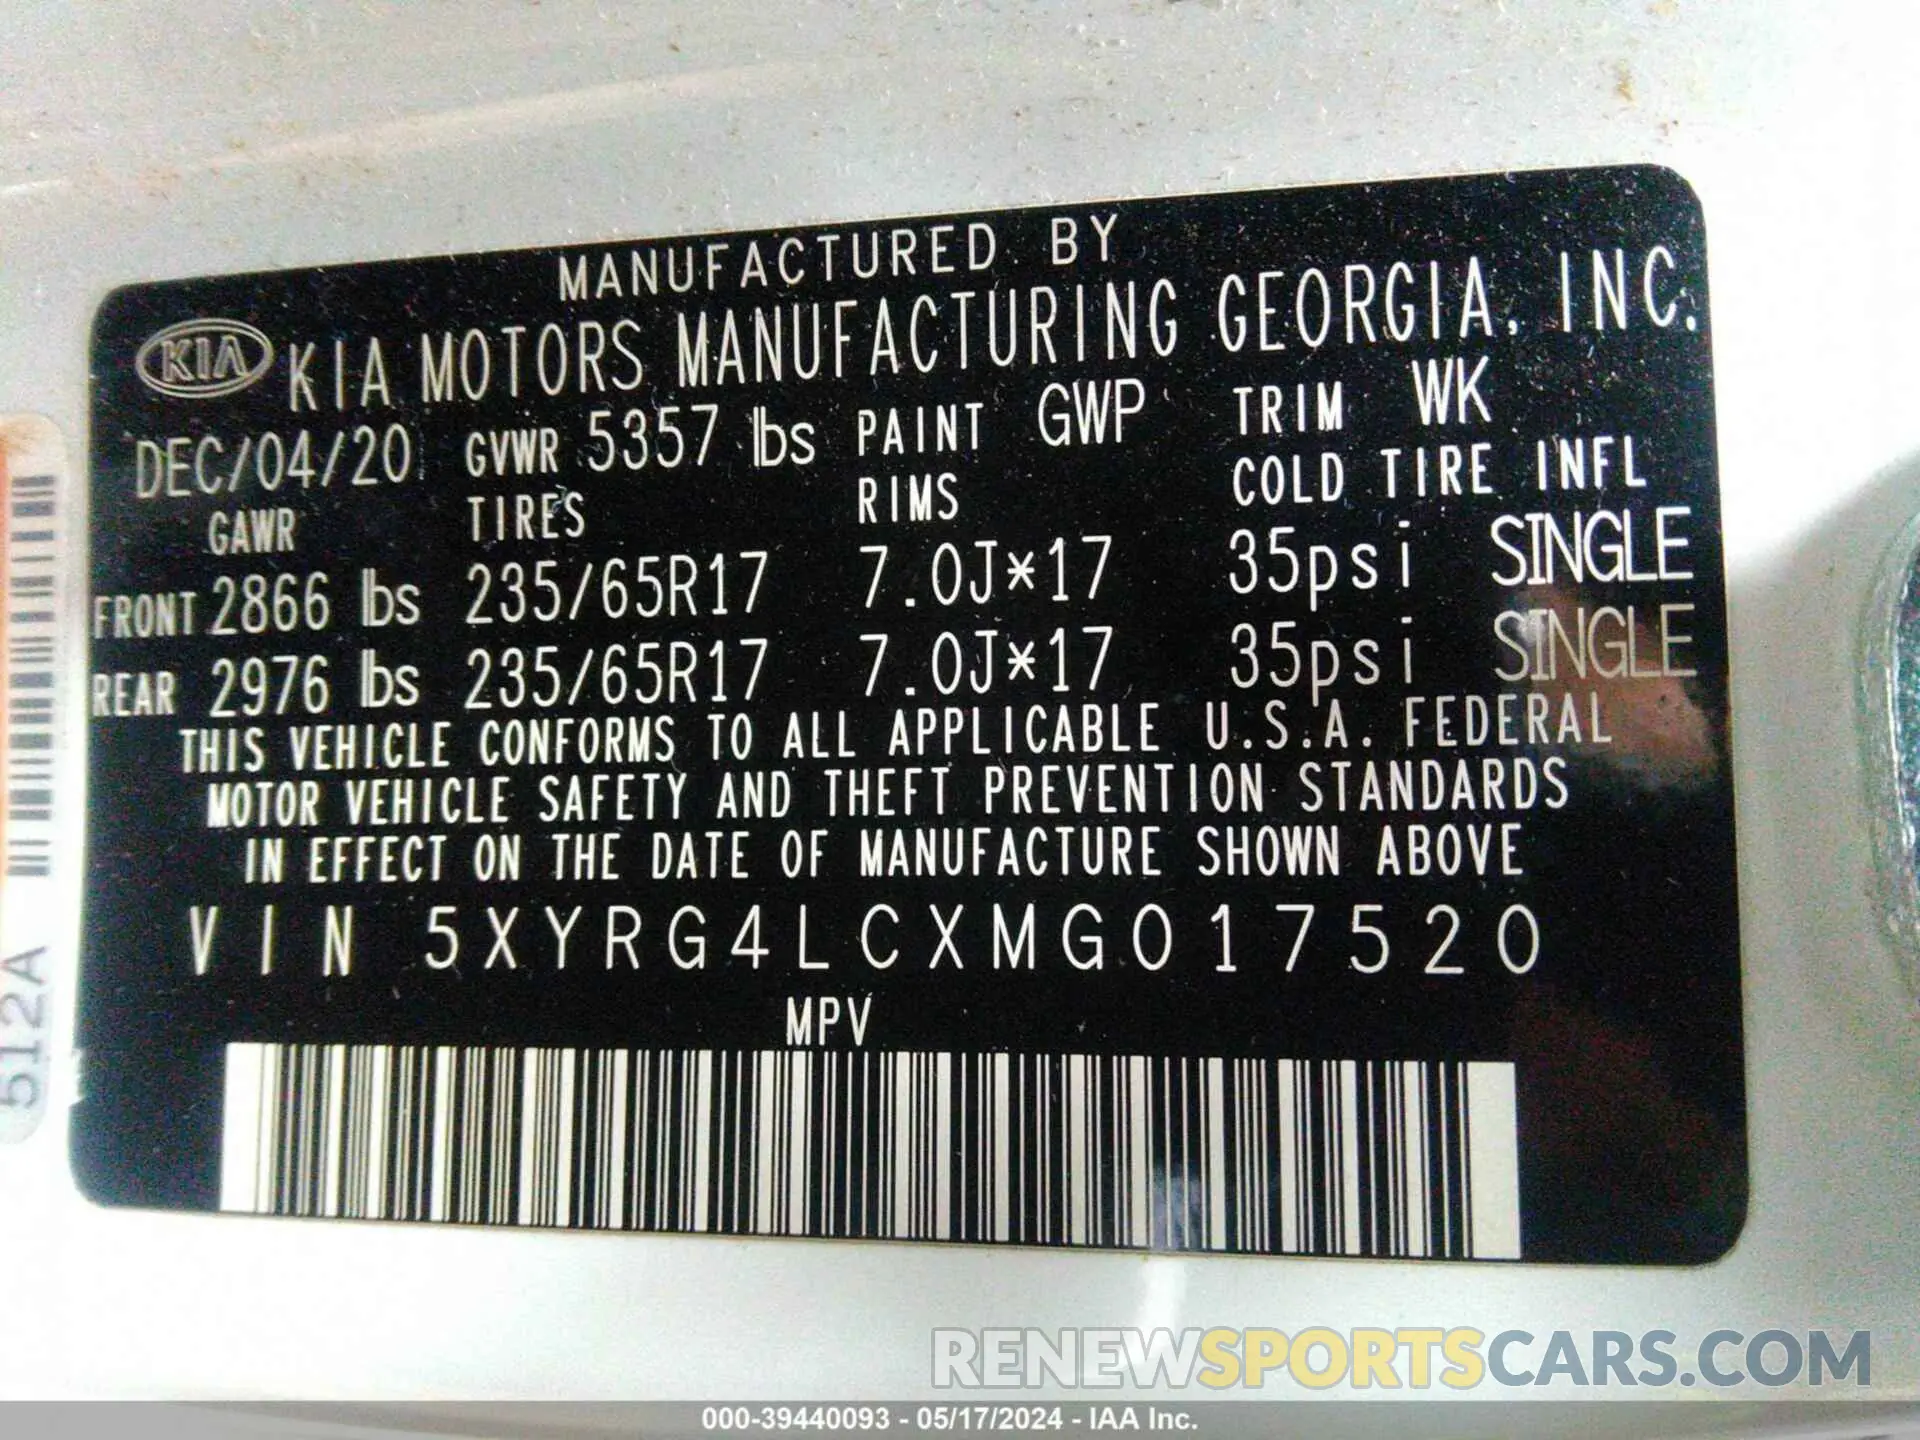 MANUFACTURED BY
KIA KIA MOTORS MANUFACTURING GEORGIA, INC.
DEC/04/20 GVWR 5357 lbs PAINT GWP TRIM WK
GAWR TIRES RIMS COLD TIRE INFL
FRONT 2866 lbs 235/65R17 7.0J*17 35psi SINGLE
REAR 2976 lbs 235/65R17 7.0J*17 35psi SINGLE
THIS VEHICLE CONFORMS TO ALL APPLICABLE U.S.A. FEDERAL
MOTOR VEHICLE SAFETY AND THEFT PREVENTION STANDARDS
IN EFFECT ON THE DATE OF MANUFACTURE SHOWN ABOVE
VIN 5XYRG4LCXMG017520
MPV
512A
RENEWSPORTSCARS.COM
000-39440093 - 05/17/2024 - IAA Inc.